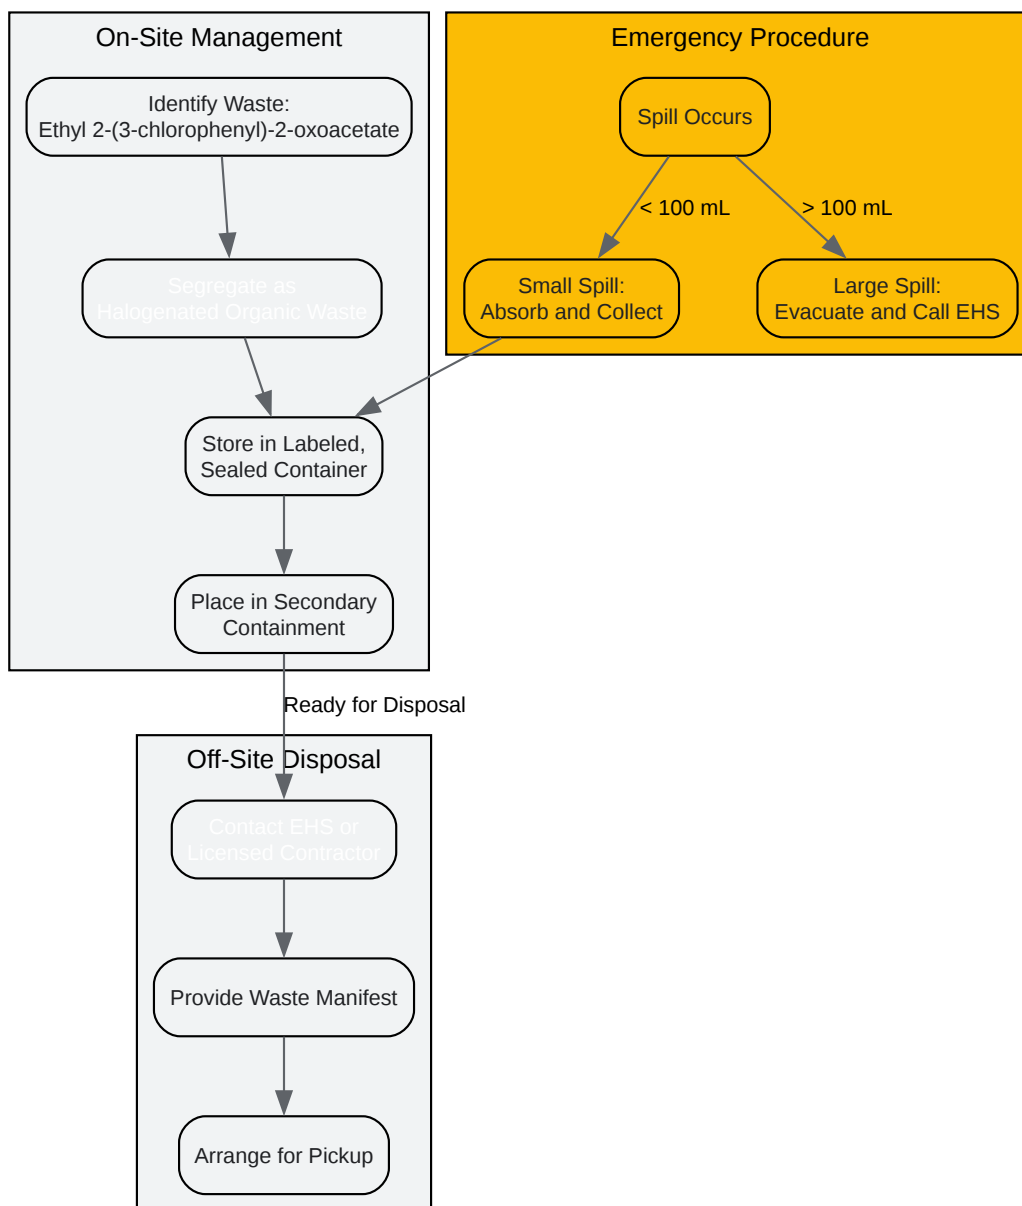 On-Site Management
Identify Waste:
Ethyl 2-(3-chlorophenyl)-2-oxoacetate
Segregate as
Halogenated Organic Waste
Store in Labeled,
Sealed Container
Place in Secondary
Containment
Ready for Disposal
Off-Site Disposal
Contact EHS or
Licensed Contractor
Provide Waste Manifest
Arrange for Pickup
Emergency Procedure
Spill Occurs
< 100 mL
> 100 mL
Small Spill:
Absorb and Collect
Large Spill:
Evacuate and Call EHS